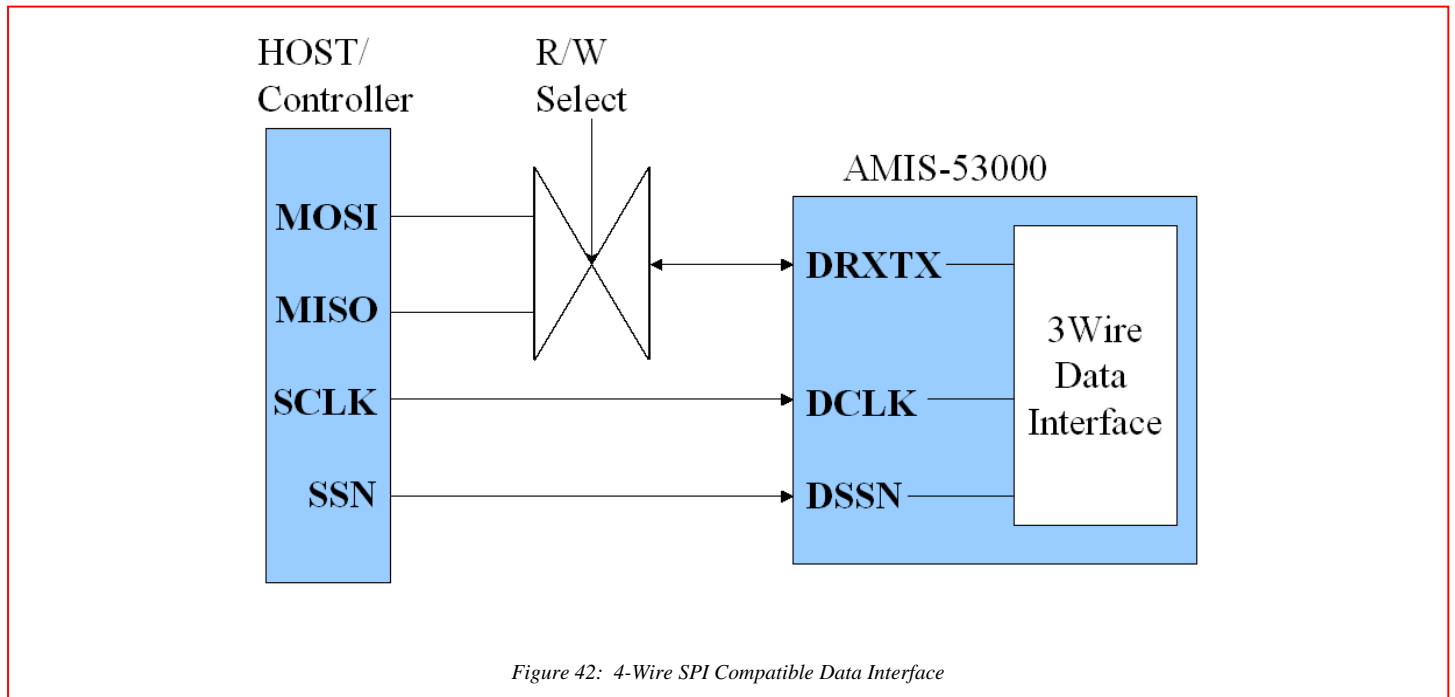 HOST/
Controller
R/W
Select
AMIS-53000
MOSI
MISO
SCLK
SSN
DRXTX
DCLK
DSSN
3Wire
Data
Interface
Figure 42:  4-Wire SPI Compatible Data Interface